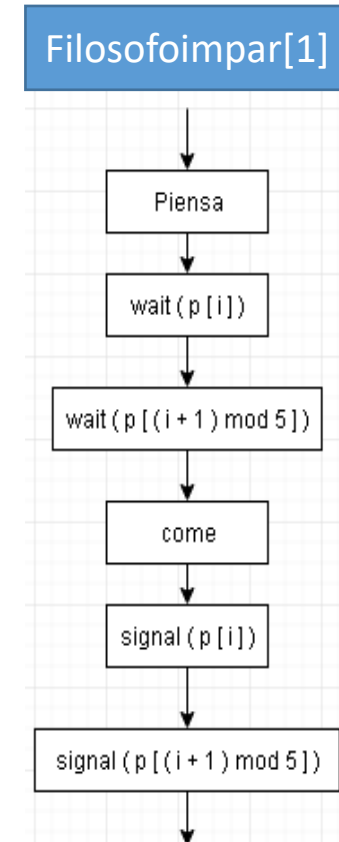 Filosofoimpar[1]
Piensa
wait ( p [ i ] )
wait ( p [ ( i + 1 ) mod 5 ] )
come
signal ( p [ i ] )
signal ( p [ ( i + 1 ) mod 5 ] )